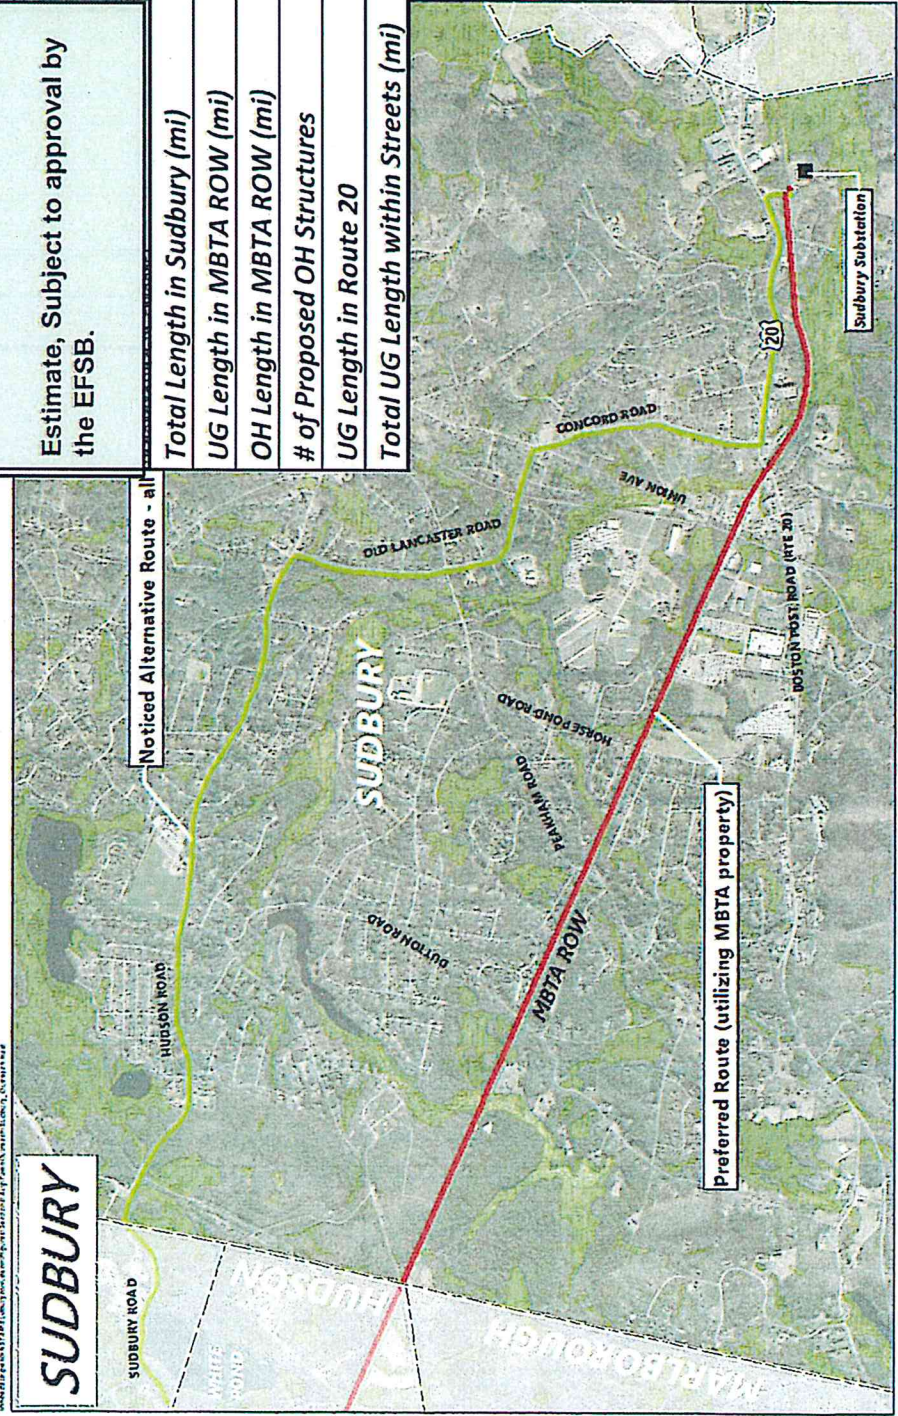 SUDBURY
Estimate, Subject to approval by
the EFSB.
Total Length in Sudbury (mi)
UG Length in MBTA ROW (mi)
OH Length in MBTA ROW (mi)
# of Proposed OH Structures
UG Length in Route 20
Total UG Length within Streets (mi)
Noticed Alternative Route - all
SUDBURY ROAD
HUDSON ROAD
OLD LANCASTER ROAD
CONCORD ROAD
UNION AVE
SUDBURY
HORSE POND ROAD
PEAKHAM ROAD
DUTTON ROAD
MBTA ROW
20
BOSTON POST ROAD (RTE 20)
Sudbury Substation
Preferred Route (utilizing MBTA property)
WHITE
POND
HUDSON
MARLBOROUGH